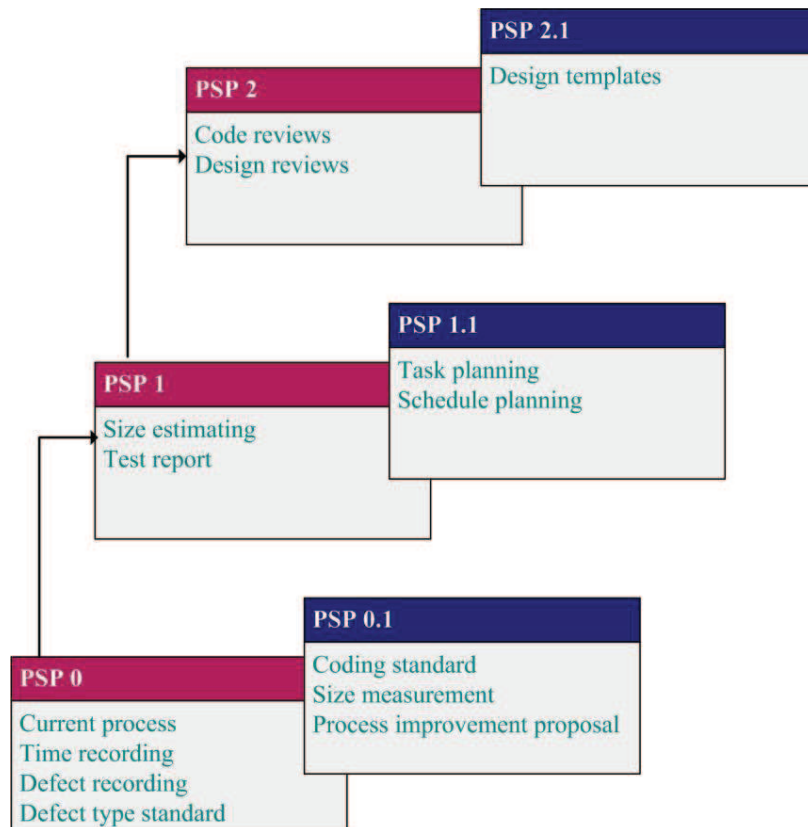 PSP 2.1
Design templates
PSP 2
Code reviews
Design reviews
PSP 1.1
Task planning
Schedule planning
PSP 1
Size estimating
Test report
PSP 0.1
Coding standard
Size measurement
Process improvement proposal
PSP 0
Current process
Time recording
Defect recording
Defect type standard